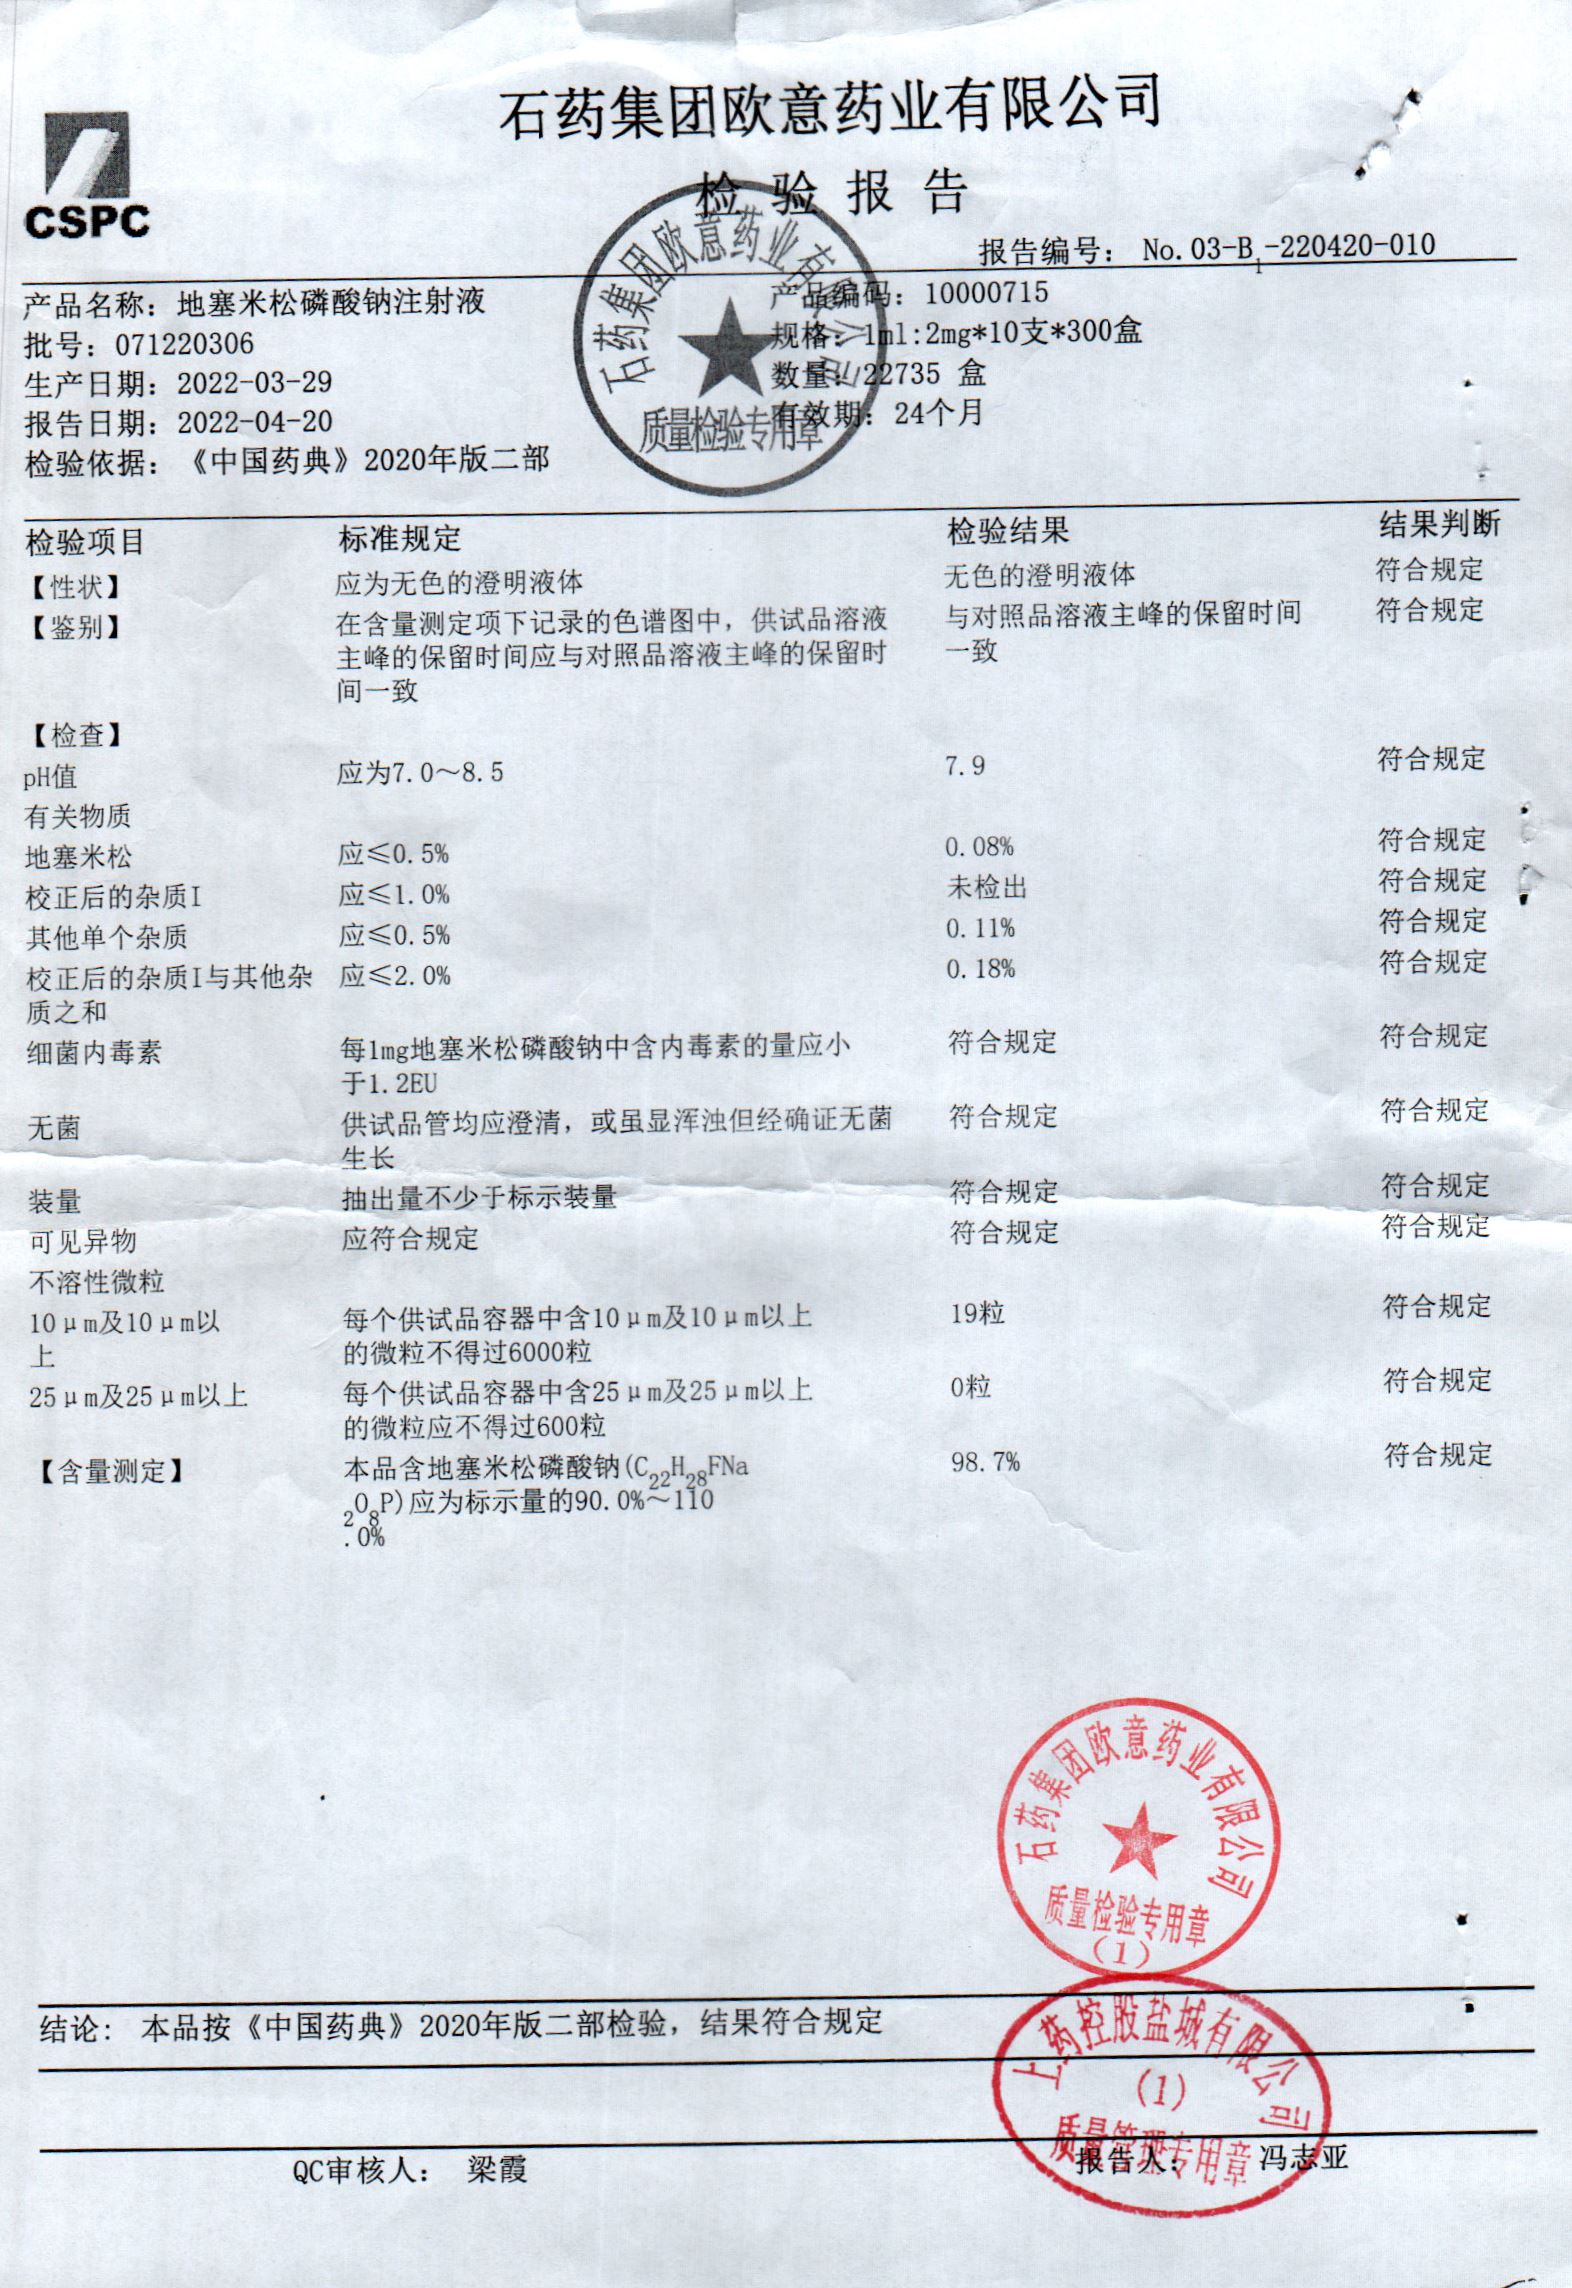 石药集团欧意药业有限公司
CSPC
检验报告
报告编号： No.03-B1-220420-010
产品名称：地塞米松磷酸钠注射液 产品编码：10000715
批号：071220306 规格：1ml:2mg*10支*300盒
生产日期：2022-03-29 数量：22735 盒
报告日期：2022-04-20 有效期：24个月
检验依据：《中国药典》2020年版二部
石药集团欧意药业有限公司
质量检验专用章
检验项目 标准规定 检验结果 结果判断
【性状】 应为无色的澄明液体 无色的澄明液体 符合规定
【鉴别】 在含量测定项下记录的色谱图中，供试品溶液 与对照品溶液主峰的保留时间 符合规定
主峰的保留时间应与对照品溶液主峰的保留时 一致
间一致
【检查】
pH值 应为7.0～8.5 7.9 符合规定
有关物质
地塞米松 应≤0.5% 0.08% 符合规定
校正后的杂质I 应≤1.0% 未检出 符合规定
其他单个杂质 应≤0.5% 0.11% 符合规定
校正后的杂质I与其他杂 应≤2.0% 0.18% 符合规定
质之和
细菌内毒素 每1mg地塞米松磷酸钠中含内毒素的量应小 符合规定 符合规定
于1.2EU
无菌 供试品管均应澄清，或虽显浑浊但经确证无菌 符合规定 符合规定
生长
装量 抽出量不少于标示装量 符合规定 符合规定
可见异物 应符合规定 符合规定 符合规定
不溶性微粒
10μm及10μm以 每个供试品容器中含10μm及10μm以上 19粒 符合规定
上 的微粒不得过6000粒
25μm及25μm以上 每个供试品容器中含25μm及25μm以上 0粒 符合规定
的微粒应不得过600粒
【含量测定】 本品含地塞米松磷酸钠(C22H28FNa 98.7% 符合规定
2O8P)应为标示量的90.0%～110
.0%
石药集团欧意药业有限公司
质量检验专用章
（1）
结论： 本品按《中国药典》2020年版二部检验，结果符合规定
上药控股盐城有限公司
(1)
质量管理专用章
QC审核人： 梁霞 报告人： 冯志亚